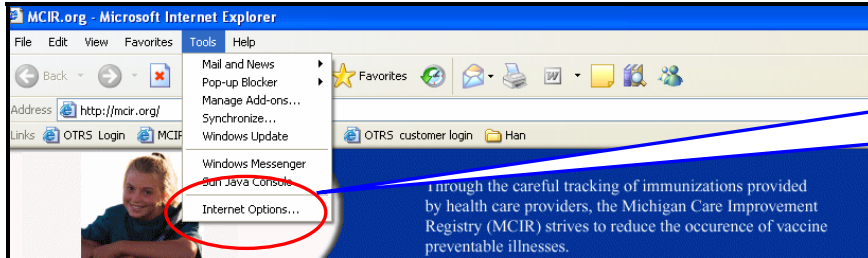 MCIR.org - Microsoft Internet Explorer
File Edit View Favorites Tools Help
Back Favorites
Mail and News
Pop-up Blocker
Manage Add-ons...
Synchronize...
Windows Update
Windows Messenger
Sun Java Console
Internet Options...
Address http://mcir.org/
Links OTRS Login MCIR OTRS customer login Han
Through the careful tracking of immunizations provided
by health care providers, the Michigan Care Improvement
Registry (MCIR) strives to reduce the occurence of vaccine
preventable illnesses.